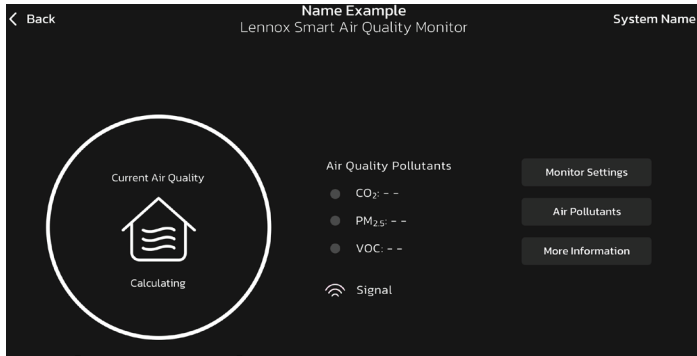 Back
Name Example
Lennox Smart Air Quality Monitor
System Name
Current Air Quality
Calculating
Air Quality Pollutants
CO₂: - -
PM₂.₅: - -
VOC: - -
Signal
Monitor Settings
Air Pollutants
More Information